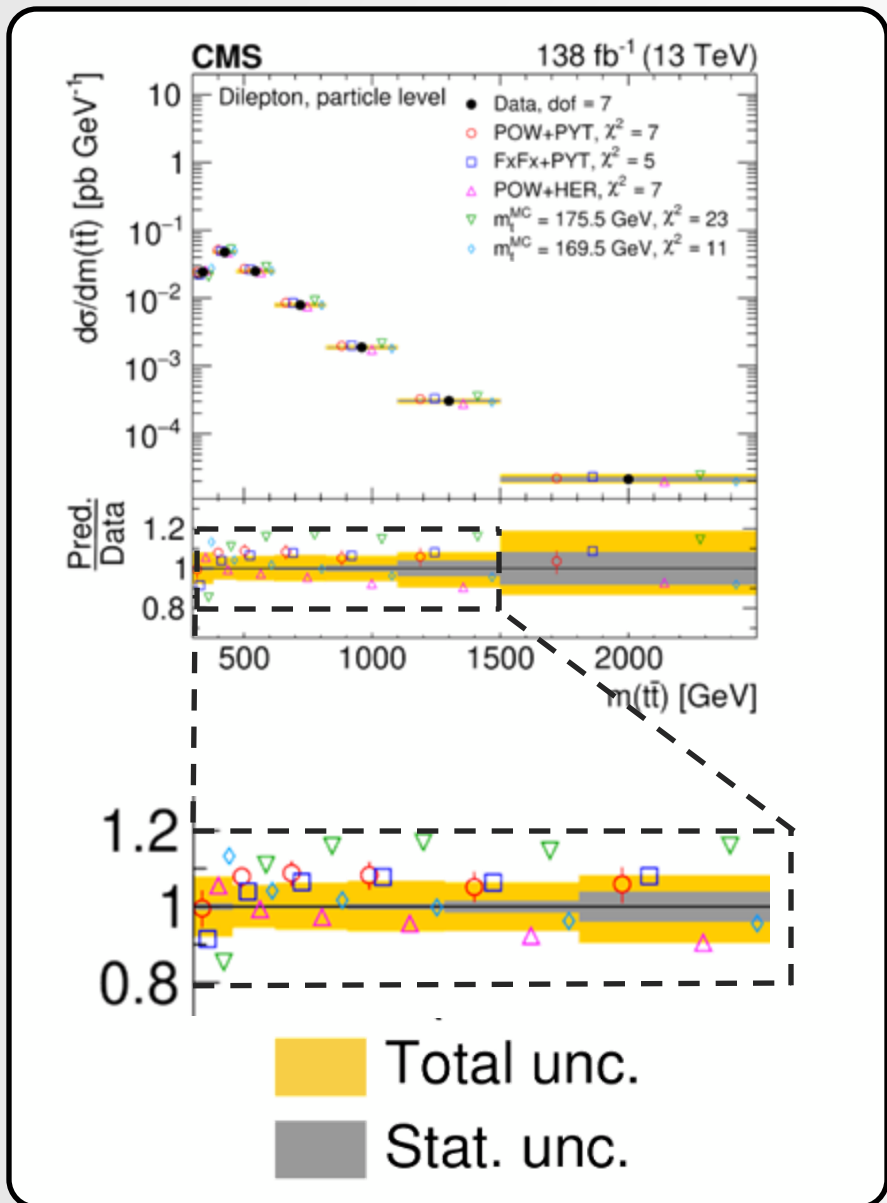 CMS 138 fb⁻¹ (13 TeV)
dσ/dm(tt̄) [pb GeV⁻¹]
10
1
10⁻¹
10⁻²
10⁻³
10⁻⁴
Dilepton, particle level
Data, dof = 7
POW+PYT, χ² = 7
FxFx+PYT, χ² = 5
POW+HER, χ² = 7
mₜᴹᶜ = 175.5 GeV, χ² = 23
mₜᴹᶜ = 169.5 GeV, χ² = 11
Pred.
Data
1.2
1
0.8
500 1000 1500 2000
m(tt̄) [GeV]
1.2
1
0.8
Total unc.
Stat. unc.